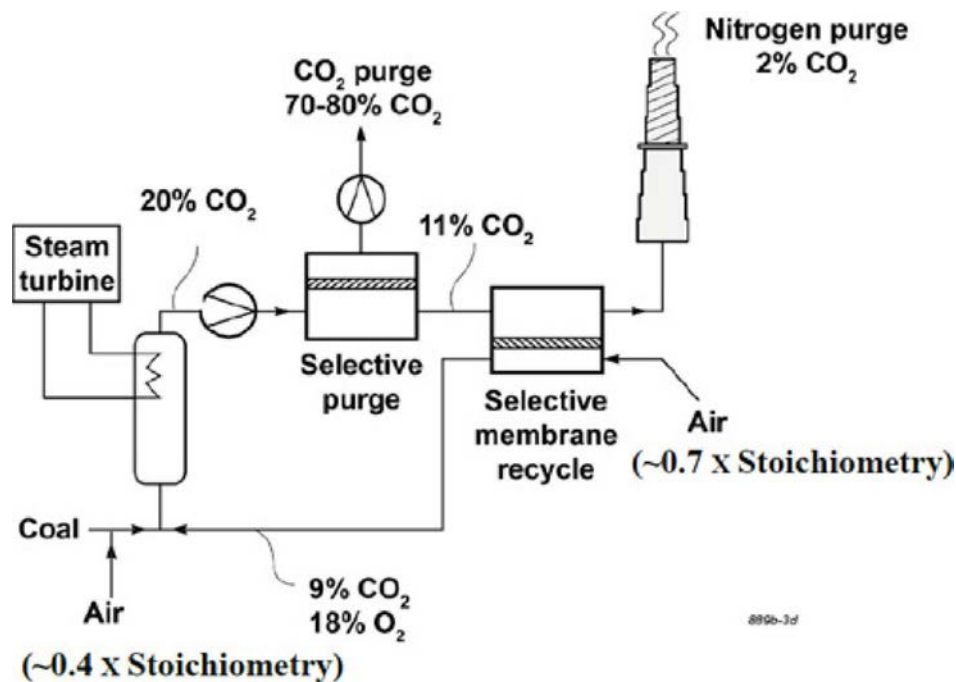 Nitrogen purge
2% CO₂
CO₂ purge
70-80% CO₂
20% CO₂
11% CO₂
Steam
turbine
Selective
purge
Selective
membrane
recycle
Air
(~0.7 X Stoichiometry)
Coal
Air
(~0.4 X Stoichiometry)
9% CO₂
18% O₂
889b-3d